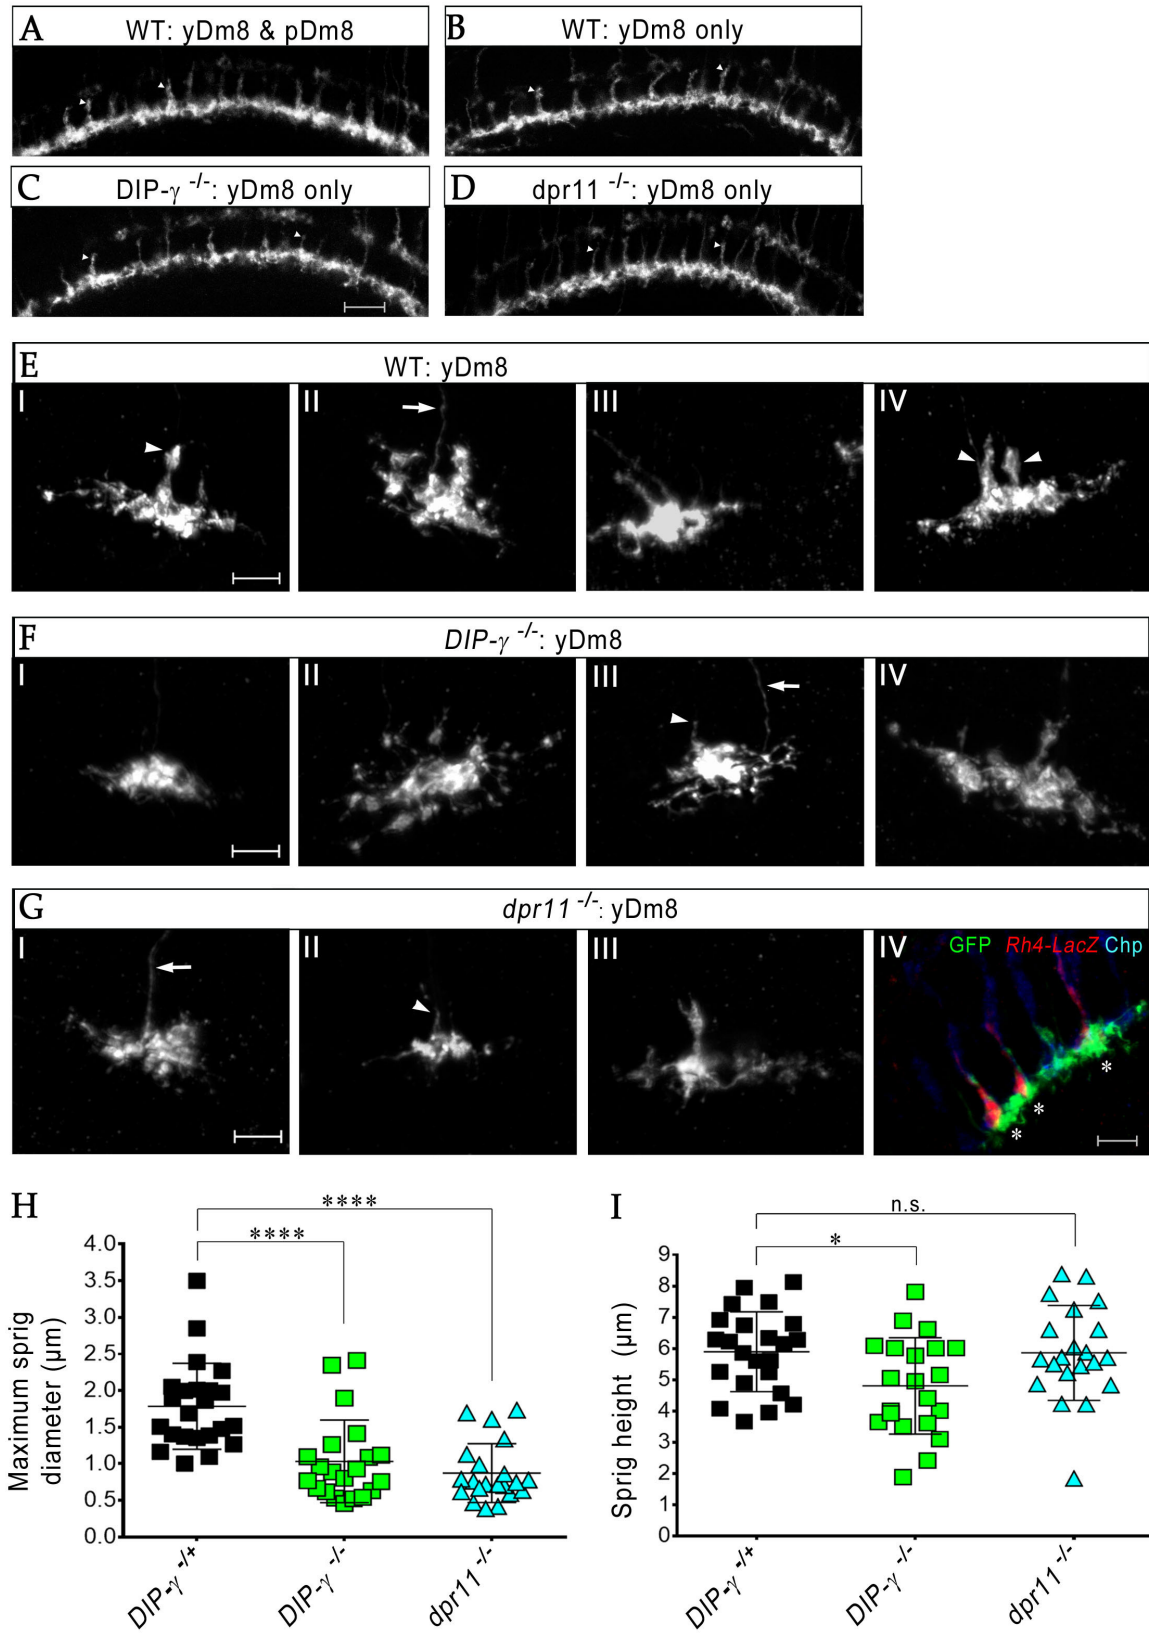 A WT: yDm8 & pDm8
B WT: yDm8 only
C DIP-γ -/-: yDm8 only
D dpr11 -/-: yDm8 only
E WT: yDm8
I II III IV
F DIP-γ -/-: yDm8
I II III IV
G dpr11 -/-: yDm8
I II III IV GFP Rh4-LacZ Chp
* * *
H
****
****
Maximum sprig
diameter (µm)
4.0
3.5
3.0
2.5
2.0
1.5
1.0
0.5
0.0
DIP-γ -/+
DIP-γ -/-
dpr11 -/-
I
n.s.
*
Sprig height (µm)
9
8
7
6
5
4
3
2
1
0
DIP-γ -/+
DIP-γ -/-
dpr11 -/-